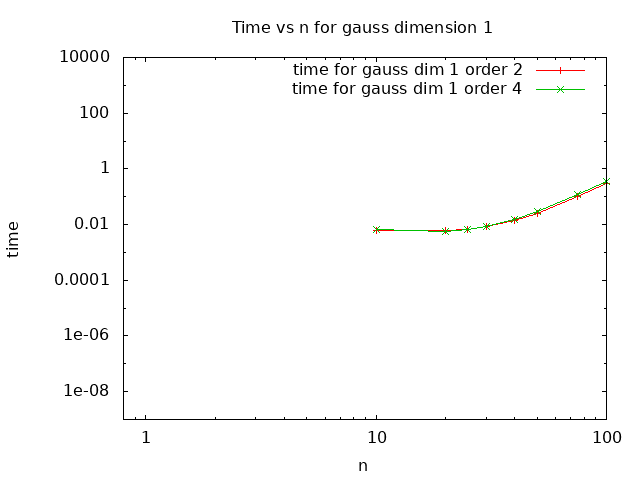 Time vs n for gauss dimension 1
10000
100
1
0.01
0.0001
1e-06
1e-08
time
time for gauss dim 1 order 2
time for gauss dim 1 order 4
1
10
100
n